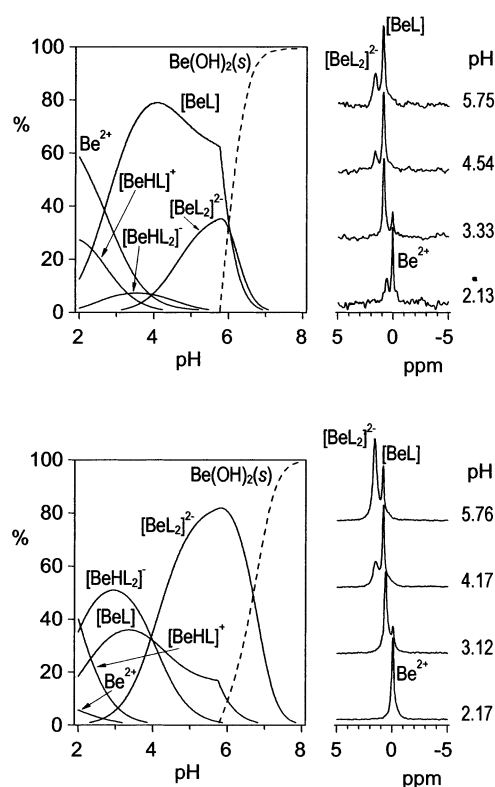 100
80
60
40
20
0
%
2
4
6
8
pH
Be(OH)₂(s)
[BeL]
Be²⁺
[BeHL]⁺
[BeL₂]²⁻
[BeHL₂]⁻
[BeL]
[BeL₂]²⁻
pH
5.75
4.54
3.33
Be²⁺
2.13
5
0
-5
ppm
100
80
60
40
20
0
%
2
4
6
8
pH
Be(OH)₂(s)
[BeL₂]²⁻
[BeHL₂]⁻
[BeL]
[BeHL]⁺
Be²⁺
[BeL₂]²⁻
[BeL]
pH
5.76
4.17
3.12
Be²⁺
2.17
5
0
-5
ppm